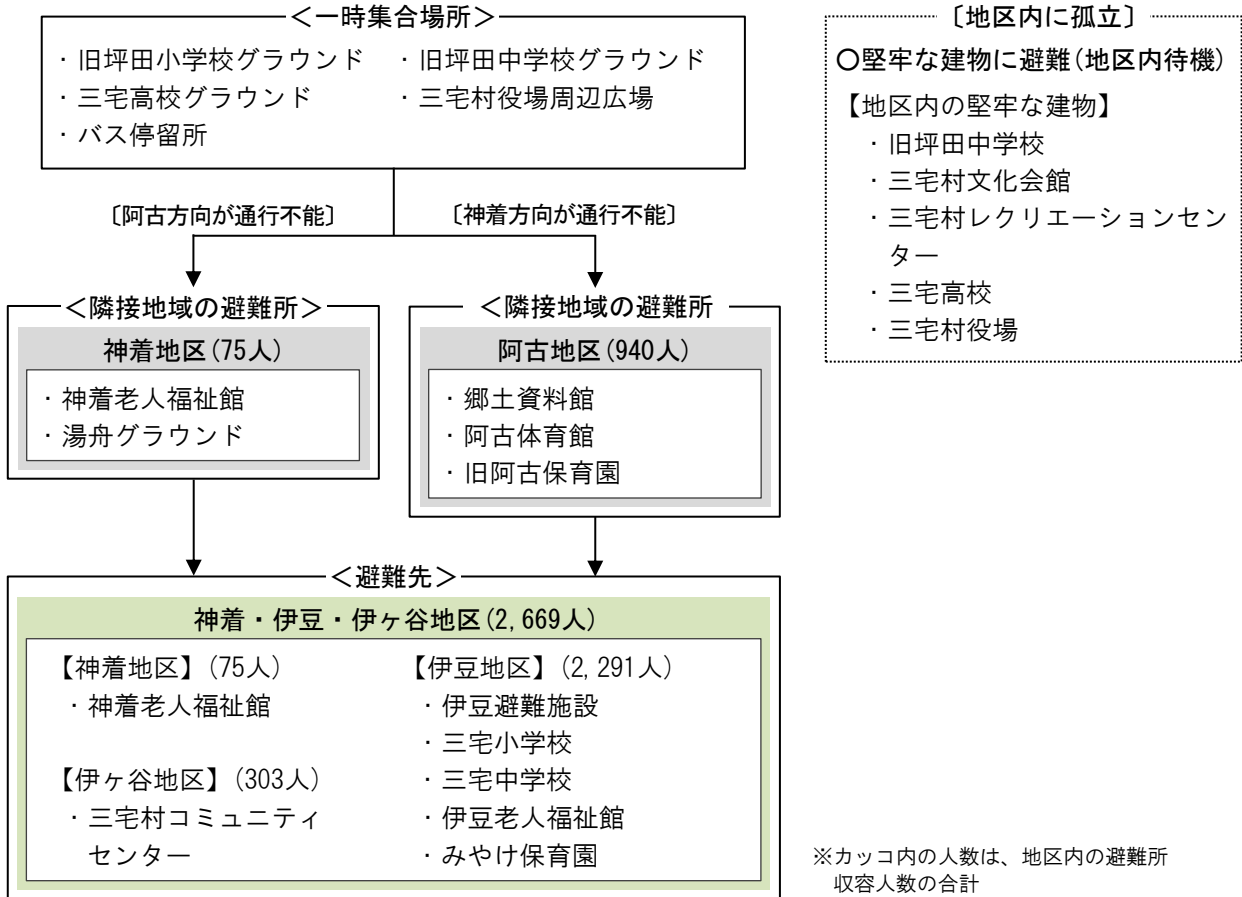 ＜一時集合場所＞
・旧坪田小学校グラウンド ・旧坪田中学校グラウンド
・三宅高校グラウンド ・三宅村役場周辺広場
・バス停留所
〔阿古方向が通行不能〕
〔神着方向が通行不能〕
＜隣接地域の避難所＞
神着地区(75人)
・神着老人福祉館
・湯舟グラウンド
＜隣接地域の避難所
阿古地区(940人)
・郷土資料館
・阿古体育館
・旧阿古保育園
＜避難先＞
神着・伊豆・伊ヶ谷地区(2,669人)
【神着地区】(75人)
・神着老人福祉館
【伊ヶ谷地区】(303人)
・三宅村コミュニティ
センター
【伊豆地区】(2,291人)
・伊豆避難施設
・三宅小学校
・三宅中学校
・伊豆老人福祉館
・みやけ保育園
〔地区内に孤立〕
〇堅牢な建物に避難(地区内待機)
【地区内の堅牢な建物】
・旧坪田中学校
・三宅村文化会館
・三宅村レクリエーションセン
ター
・三宅高校
・三宅村役場
※カッコ内の人数は、地区内の避難所
収容人数の合計